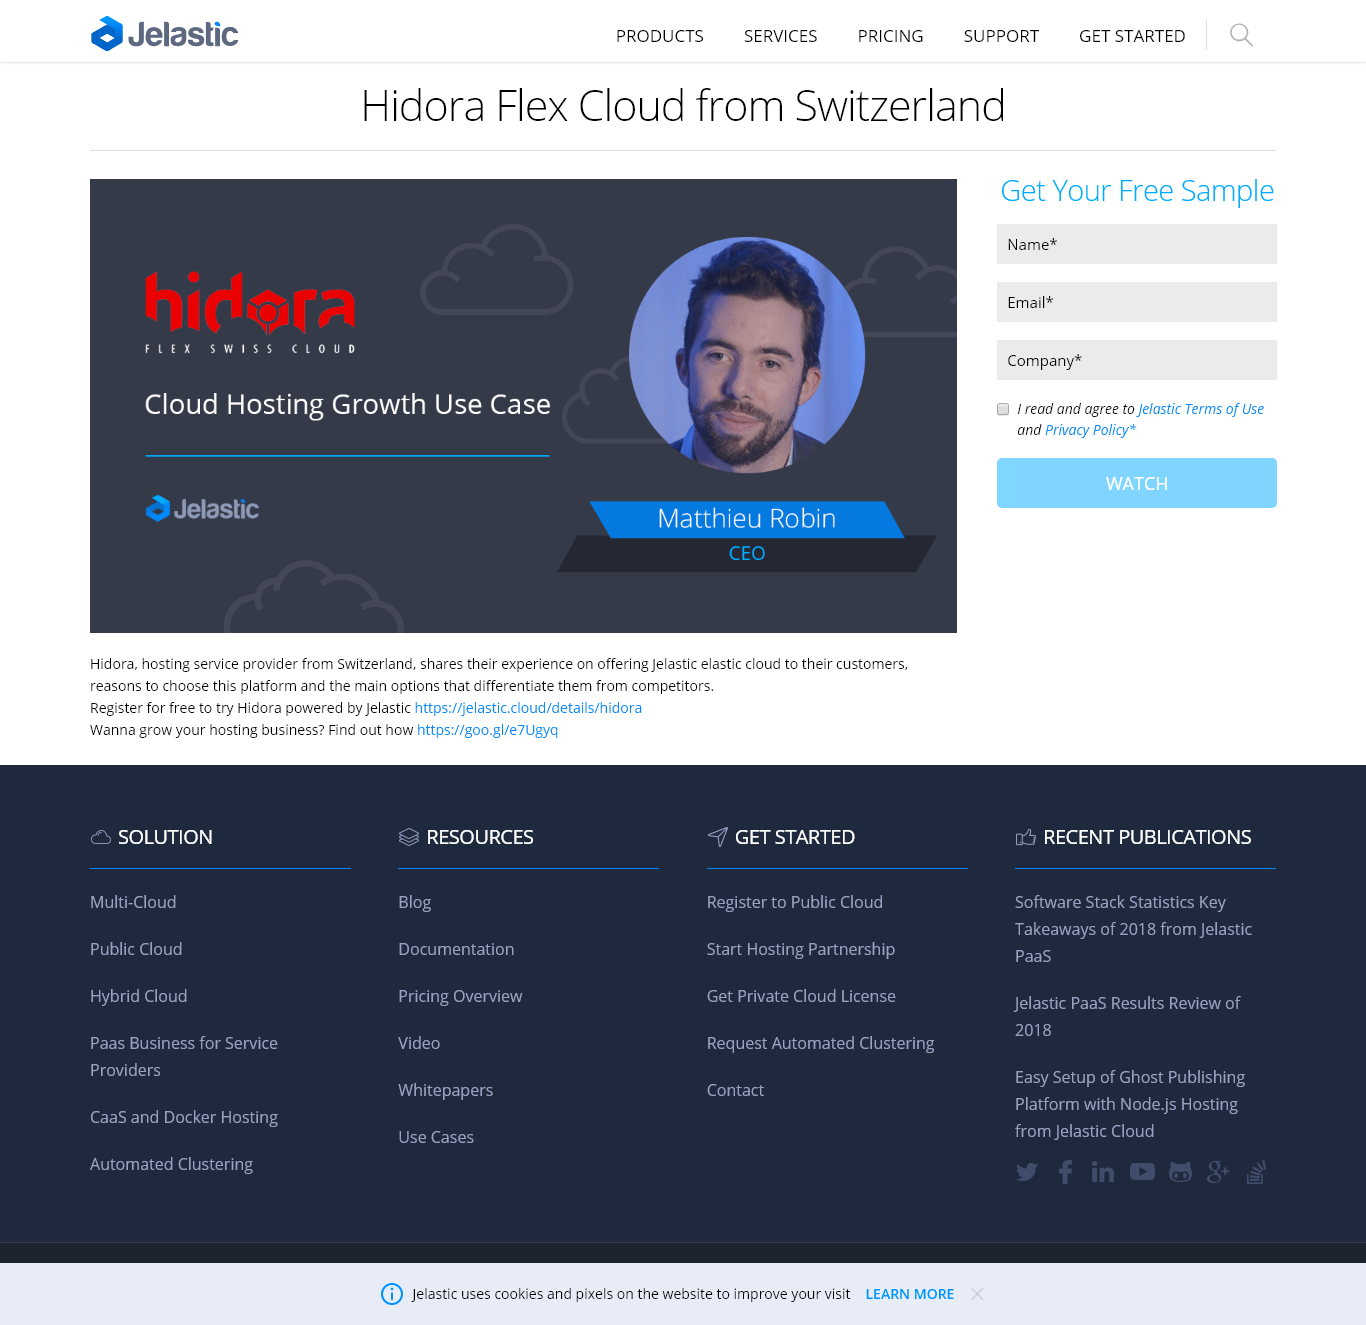 Jelastic
PRODUCTS
SERVICES
PRICING
SUPPORT
GET STARTED
Hidora Flex Cloud from Switzerland
hidora
FLEX SWISS CLOUD
Cloud Hosting Growth Use Case
Jelastic
Matthieu Robin
CEO
Get Your Free Sample
Name*
Email*
Company*
I read and agree to Jelastic Terms of Use
and Privacy Policy*
WATCH
Hidora, hosting service provider from Switzerland, shares their experience on offering Jelastic elastic cloud to their customers,
reasons to choose this platform and the main options that differentiate them from competitors.
Register for free to try Hidora powered by Jelastic https://jelastic.cloud/details/hidora
Wanna grow your hosting business? Find out how https://goo.gl/e7Ugyq
SOLUTION
Multi-Cloud
Public Cloud
Hybrid Cloud
Paas Business for Service
Providers
CaaS and Docker Hosting
Automated Clustering
RESOURCES
Blog
Documentation
Pricing Overview
Video
Whitepapers
Use Cases
GET STARTED
Register to Public Cloud
Start Hosting Partnership
Get Private Cloud License
Request Automated Clustering
Contact
RECENT PUBLICATIONS
Software Stack Statistics Key
Takeaways of 2018 from Jelastic
PaaS
Jelastic PaaS Results Review of
2018
Easy Setup of Ghost Publishing
Platform with Node.js Hosting
from Jelastic Cloud
Jelastic uses cookies and pixels on the website to improve your visit LEARN MORE